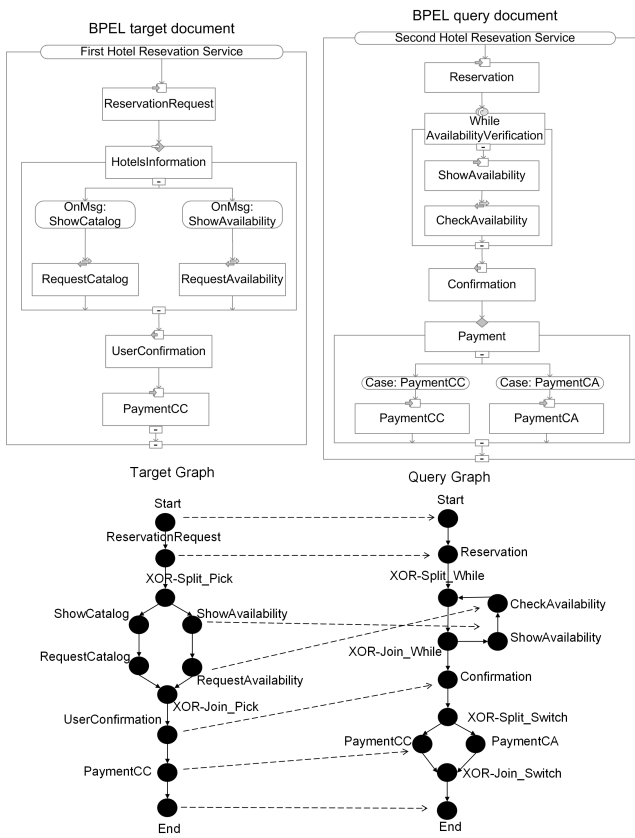 BPEL target document
First Hotel Resevation Service
ReservationRequest
HotelsInformation
OnMsg:
ShowCatalog
OnMsg:
ShowAvailability
RequestCatalog
RequestAvailability
UserConfirmation
PaymentCC
BPEL query document
Second Hotel Resevation Service
Reservation
While
AvailabilityVerification
ShowAvailability
CheckAvailability
Confirmation
Payment
Case: PaymentCC
Case: PaymentCA
PaymentCC
PaymentCA
Target Graph
Start
ReservationRequest
XOR-Split_Pick
ShowCatalog
ShowAvailability
RequestCatalog
RequestAvailability
XOR-Join_Pick
UserConfirmation
PaymentCC
End
Query Graph
Start
Reservation
XOR-Split_While
CheckAvailability
ShowAvailability
XOR-Join_While
Confirmation
XOR-Split_Switch
PaymentCC
PaymentCA
XOR-Join_Switch
End